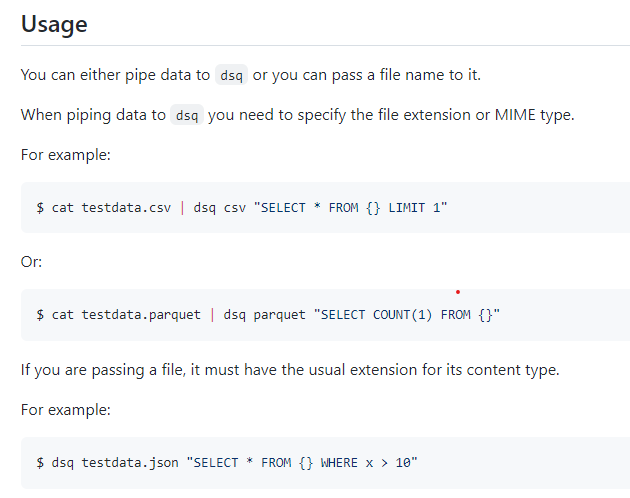 Usage
You can either pipe data to dsq or you can pass a file name to it.
When piping data to dsq you need to specify the file extension or MIME type.
For example:
$ cat testdata.csv | dsq csv "SELECT * FROM {} LIMIT 1"
Or:
$ cat testdata.parquet | dsq parquet "SELECT COUNT(1) FROM {}"
If you are passing a file, it must have the usual extension for its content type.
For example:
$ dsq testdata.json "SELECT * FROM {} WHERE x > 10"